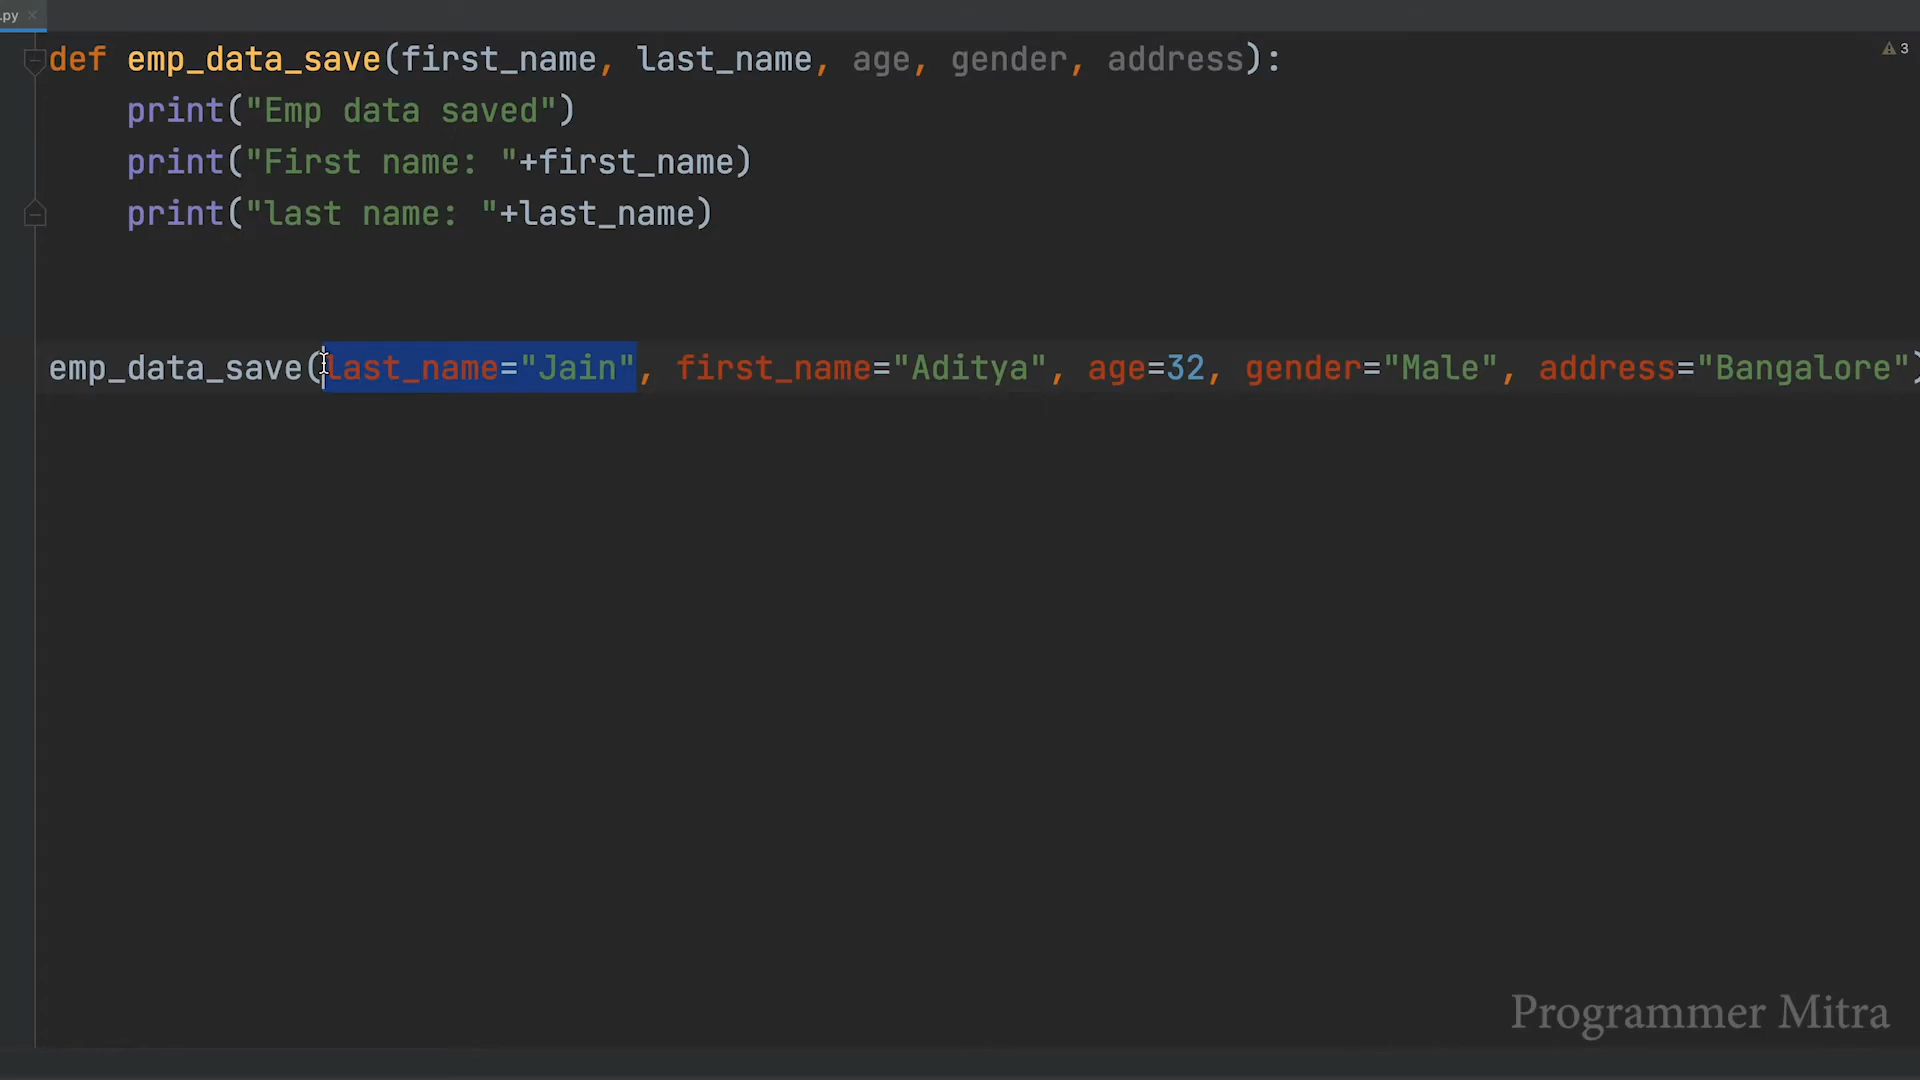 .py
def emp_data_save(first_name, last_name, age, gender, address):
3
print("Emp data saved")
print("First name: "+first_name)
print("last name: "+last_name)
emp_data_save(last_name="Jain", first_name="Aditya", age=32, gender="Male", address="Bangalore")
Programmer Mitra